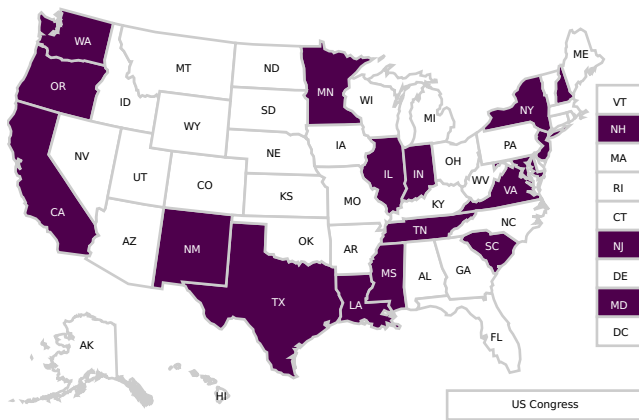 WA
ME
MT
ND
MN
OR
VT
ID
SD
WI
MI
NY
NH
WY
IA
PA
MA
NE
OH
NV
IL
IN
RI
UT
CO
WV
VA
KS
MO
KY
CT
CA
NC
TN
AZ
NM
OK
AR
SC
NJ
MS
AL
GA
DE
TX
LA
MD
FL
DC
AK
HI
US Congress